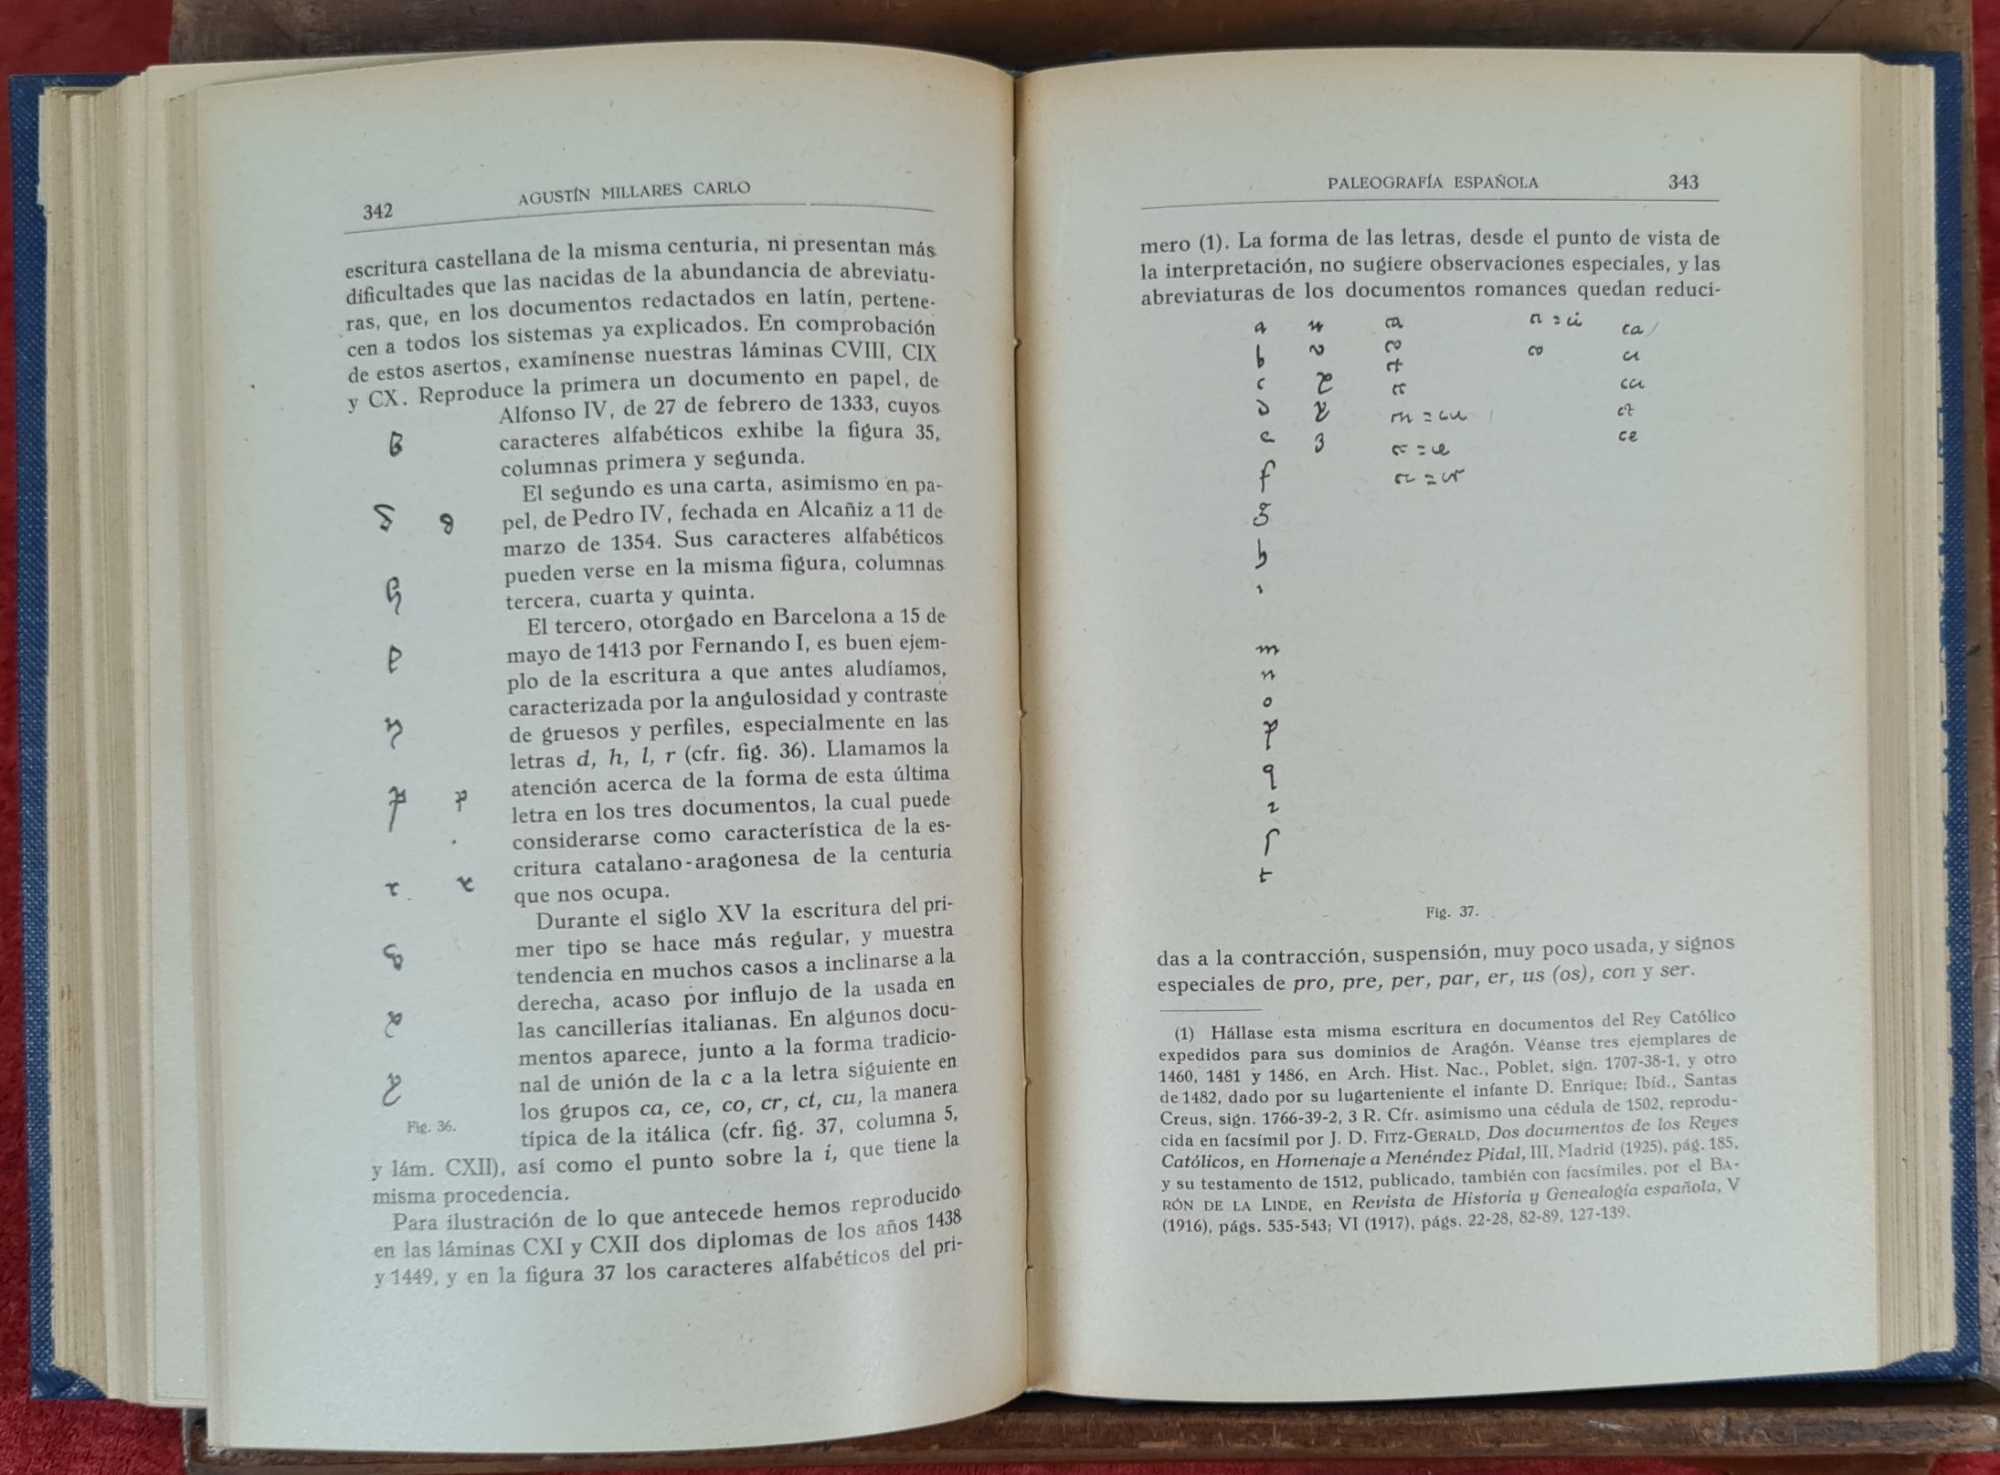 342
AGUSTÍN MILLARES CARLO
escritura castellana de la misma centuria, ni presentan más
dificultades que las nacidas de la abundancia de abreviatu-
ras, que, en los documentos redactados en latín, pertene-
cen a todos los sistemas ya explicados. En comprobación
de estos asertos, examínense nuestras láminas CVIII, CIX
y CX. Reproduce la primera un documento en papel, de
Alfonso IV, de 27 de febrero de 1333, cuyos
caracteres alfabéticos exhibe la figura 35,
columnas primera y segunda.
El segundo es una carta, asimismo en pa-
pel, de Pedro IV, fechada en Alcañiz a 11 de
marzo de 1354. Sus caracteres alfabéticos
pueden verse en la misma figura, columnas
tercera, cuarta y quinta.
El tercero, otorgado en Barcelona a 15 de
mayo de 1413 por Fernando I, es buen ejem-
plo de la escritura a que antes aludíamos,
caracterizada por la angulosidad y contraste
de gruesos y perfiles, especialmente en las
letras d, h, l, r (cfr. fig. 36). Llamamos la
atención acerca de la forma de esta última
letra en los tres documentos, la cual puede
considerarse como característica de la es-
critura catalano-aragonesa de la centuria
que nos ocupa.
Durante el siglo XV la escritura del pri-
mer tipo se hace más regular, y muestra
tendencia en muchos casos a inclinarse a la
derecha, acaso por influjo de la usada en
las cancillerías italianas. En algunos docu-
mentos aparece, junto a la forma tradicio-
nal de unión de la c a la letra siguiente en
los grupos ca, ce, co, cr, ct, cu, la manera
Fig. 36.
típica de la itálica (cfr. fig. 37, columna 5,
y lám. CXII), así como el punto sobre la i, que tiene la
misma procedencia.
Para ilustración de lo que antecede hemos reproducido
en las láminas CXI y CXII dos diplomas de los años 1438
y 1449, y en la figura 37 los caracteres alfabéticos del pri-
PALEOGRAFÍA ESPAÑOLA
343
mero (1). La forma de las letras, desde el punto de vista de
la interpretación, no sugiere observaciones especiales, y las
abreviaturas de los documentos romances quedan reduci-
a
b
c
f
g
h
m
n
o
p
q
t
ca
ce
Fig. 37.
das a la contracción, suspensión, muy poco usada, y signos
especiales de pro, pre, per, par, er, us (os), con y ser.
(1) Hállase esta misma escritura en documentos del Rey Católico
expedidos para sus dominios de Aragón. Véanse tres ejemplares de
1460, 1481 y 1486, en Arch. Hist. Nac., Poblet, sign. 1707-38-1, y otro
de 1482, dado por su lugarteniente el infante D. Enrique; Ibíd., Santas
Creus, sign. 1766-39-2, 3 R. Cfr. asimismo una cédula de 1502, reprodu-
cida en facsímil por J. D. FITZ-GERALD, Dos documentos de los Reyes
Católicos, en Homenaje a Menéndez Pidal, III, Madrid (1925), pág. 185,
y su testamento de 1512, publicado, también con facsímiles, por el BA-
RÓN DE LA LINDE, en Revista de Historia y Genealogía española, V
(1916), págs. 535-543; VI (1917), págs. 22-28, 82-89, 127-139.